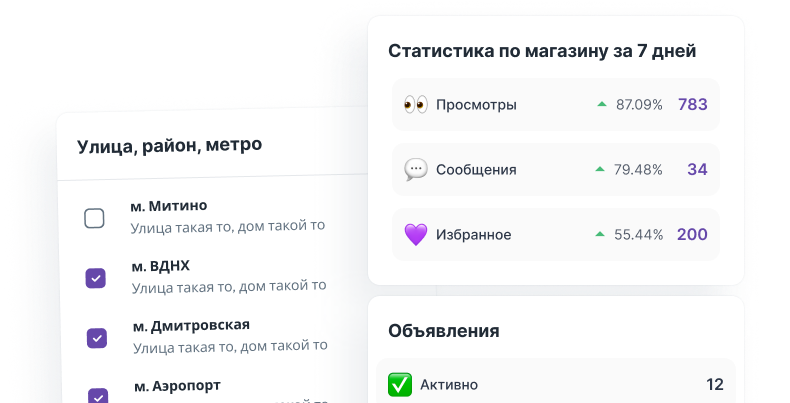 Улица, район, метро
м. Митино
Улица такая то, дом такой то
м. ВДНХ
Улица такая то, дом такой то
м. Дмитровская
Улица такая то, дом такой то
м. Аэропорт
Статистика по магазину за 7 дней
Просмотры 87.09% 783
Сообщения 79.48% 34
Избранное 55.44% 200
Объявления
Активно 12